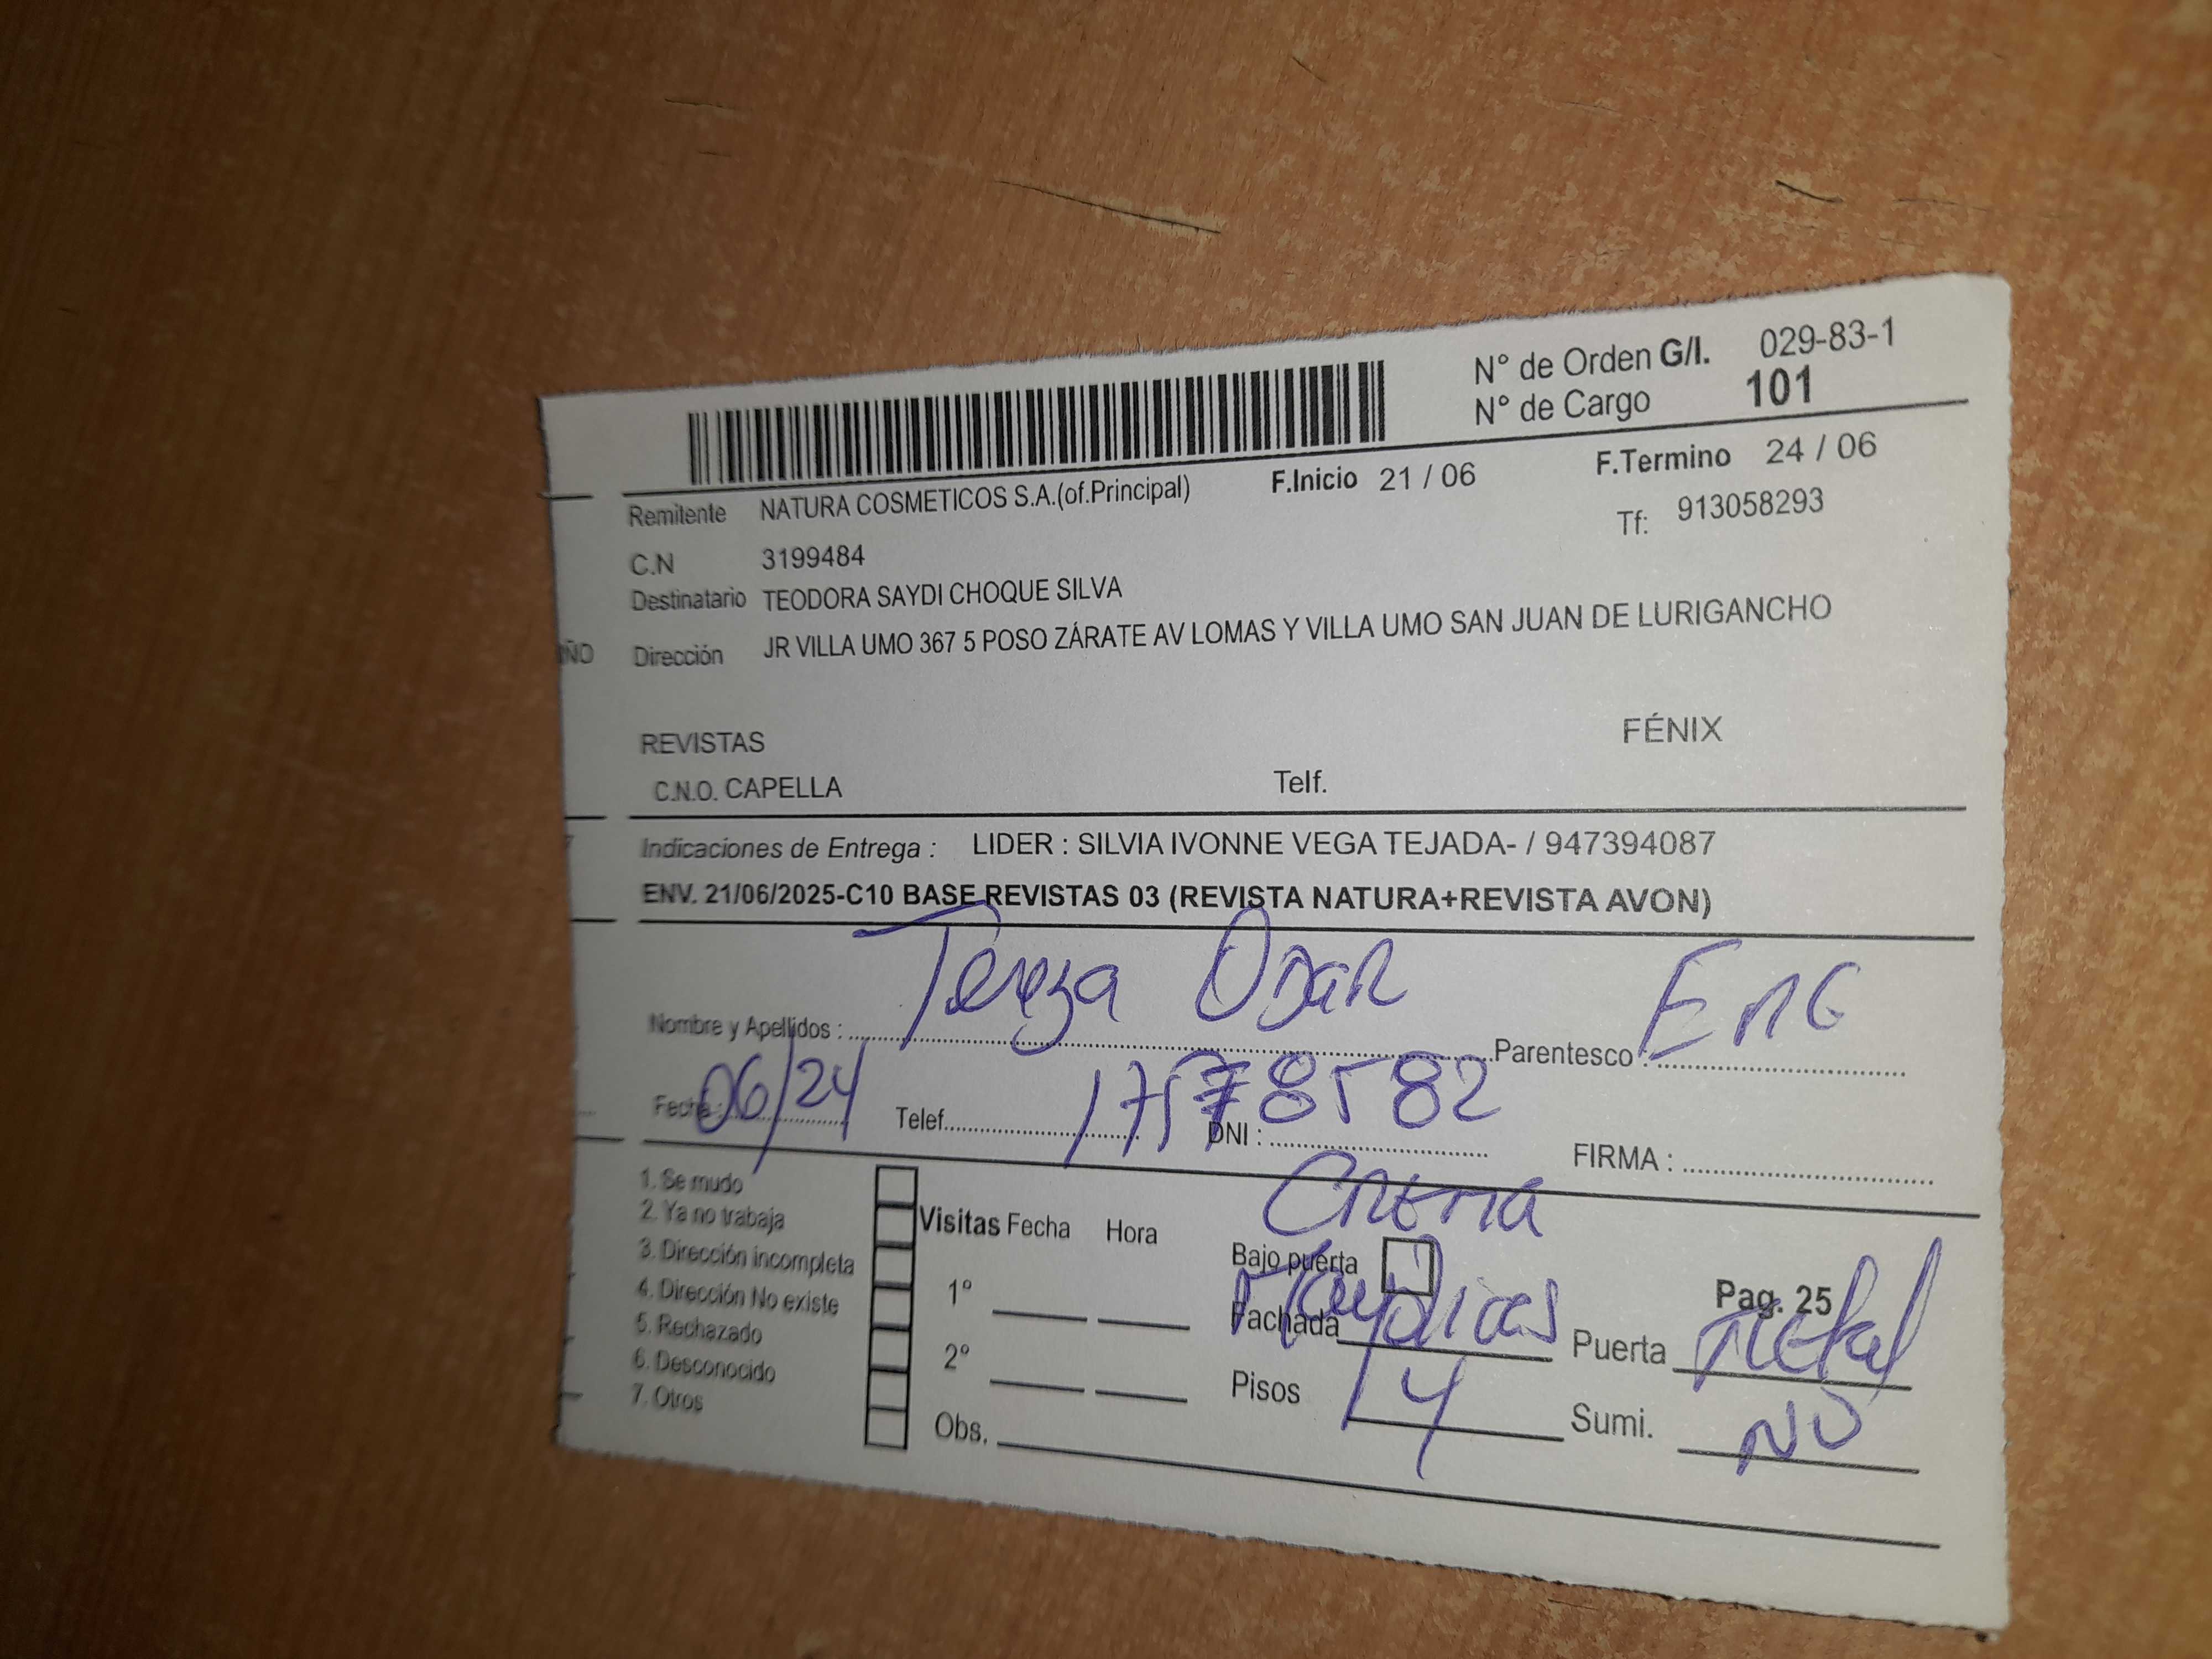 N° de Orden G/I. 029-83-1
N° de Cargo 101
F.Inicio 21 / 06 F.Termino 24 / 06
Remitente NATURA COSMETICOS S.A.(of.Principal)
Tf: 913058293
C.N 3199484
Destinatario TEODORA SAYDI CHOQUE SILVA
ÑO Dirección JR VILLA UMO 367 5 POSO ZÁRATE AV LOMAS Y VILLA UMO SAN JUAN DE LURIGANCHO
REVISTAS FÉNIX
C.N.O. CAPELLA Telf.
Indicaciones de Entrega : LIDER : SILVIA IVONNE VEGA TEJADA- / 947394087
ENV. 21/06/2025-C10 BASE REVISTAS 03 (REVISTA NATURA+REVISTA AVON)
Nombre y Apellidos : Tereza Parentesco :
Fecha : 06/24 Telef. DNI : FIRMA :
1. Se mudo
2. Ya no trabaja
3. Dirección incompleta
4. Dirección No existe
5. Rechazado
6. Desconocido
7. Otros
Visitas Fecha Hora
1°
2°
Obs.
Crema
Bajo puerta
Pag. 25
Fachada Mayolicas Puerta Metal
Pisos 4 Sumi. NO